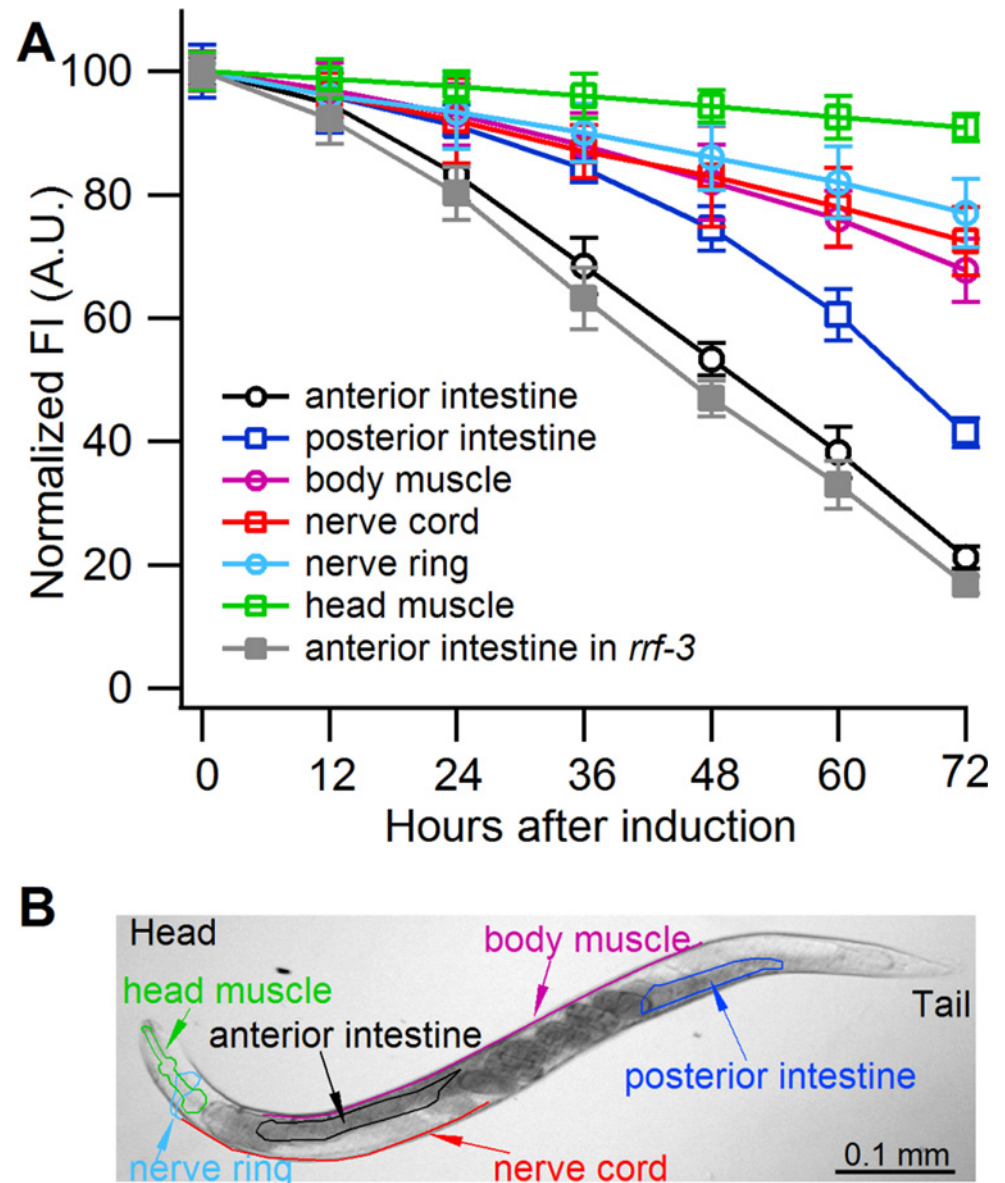 A
Normalized FI (A.U.)
100
80
60
40
20
0
anterior intestine
posterior intestine
body muscle
nerve cord
nerve ring
head muscle
anterior intestine in rrf-3
0 12 24 36 48 60 72
Hours after induction
B
Head
body muscle
head muscle
anterior intestine
Tail
posterior intestine
nerve ring
nerve cord
0.1 mm